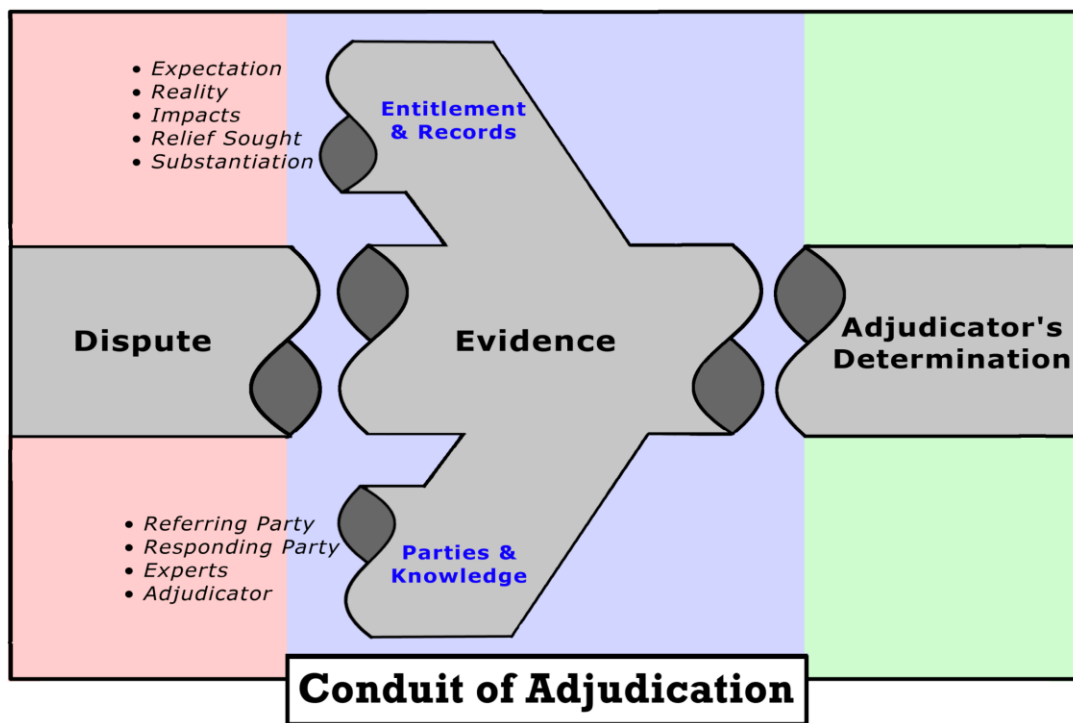 • Expectation
• Reality
• Impacts
• Relief Sought
• Substantiation
Entitlement
& Records
Dispute
Evidence
Adjudicator's
Determination
• Referring Party
• Responding Party
• Experts
• Adjudicator
Parties &
Knowledge
Conduit of Adjudication